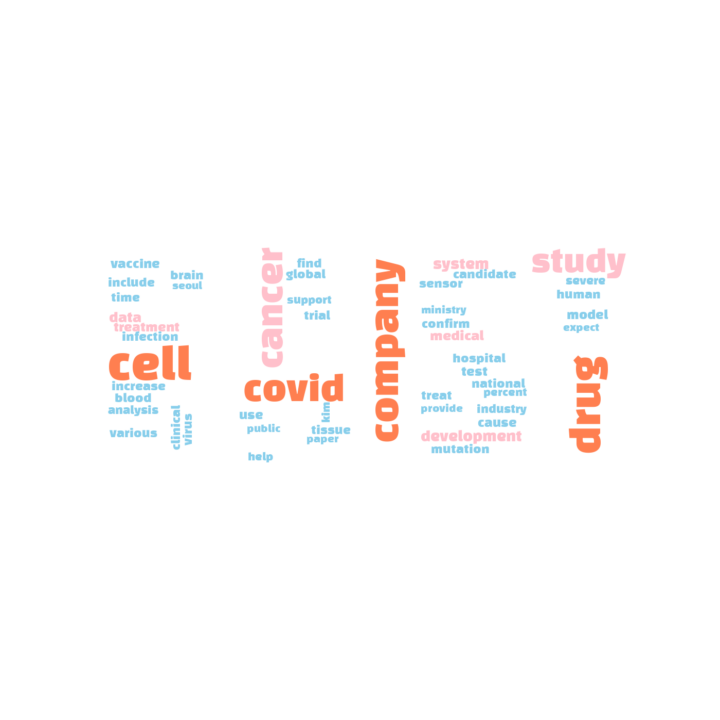 vaccine
include
brain
seoul
time
data
treatment
infection
cell
increase
blood
analysis
various
clinical
virus
cancer
find
global
support
trial
covid
use
public
kim
tissue
paper
help
company
system
candidate
sensor
ministry
confirm
medical
hospital
test
national
percent
treat
provide
industry
cause
development
mutation
study
severe
human
model
expect
drug